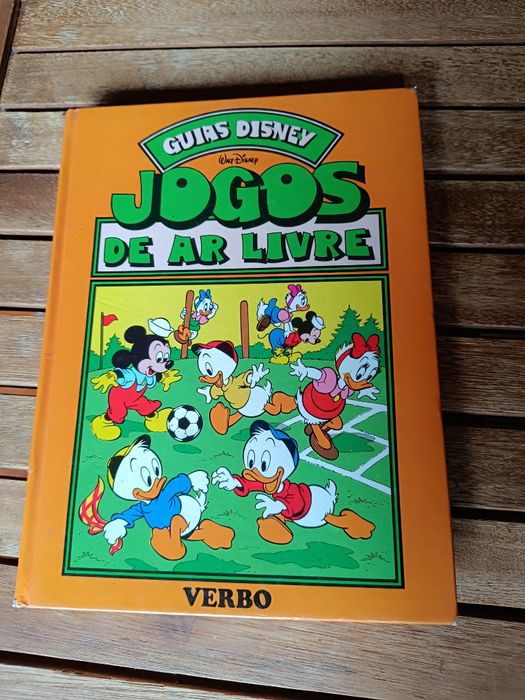 GUIAS DISNEY
WALT DISNEY
JOGOS
DE AR LIVRE
VERBO